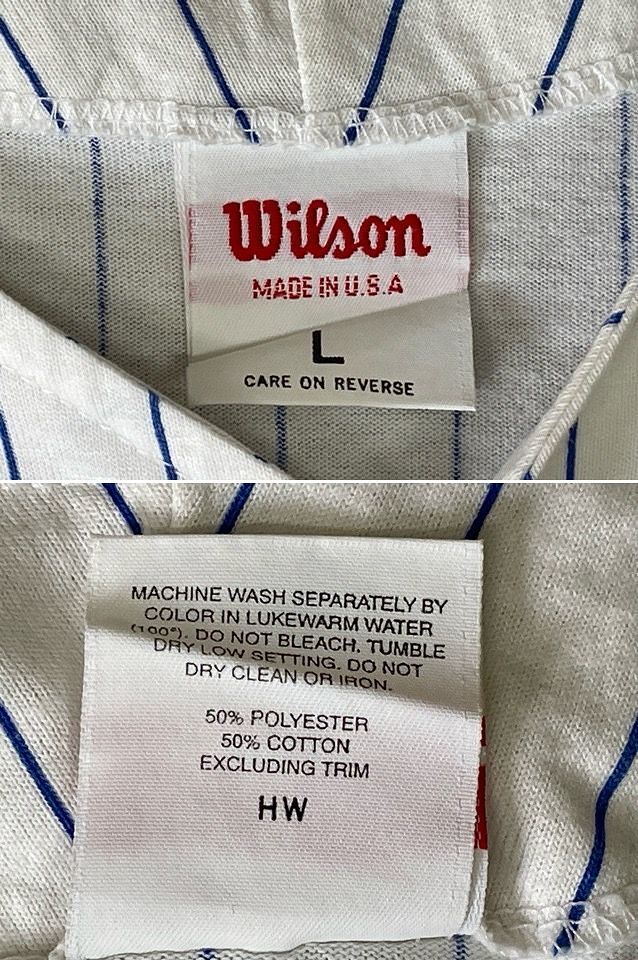 Wilson
MADE IN U.S.A
L
CARE ON REVERSE
MACHINE WASH SEPARATELY BY
COLOR IN LUKEWARM WATER
(100°). DO NOT BLEACH. TUMBLE
DRY LOW SETTING. DO NOT
DRY CLEAN OR IRON.
50% POLYESTER
50% COTTON
EXCLUDING TRIM
HW